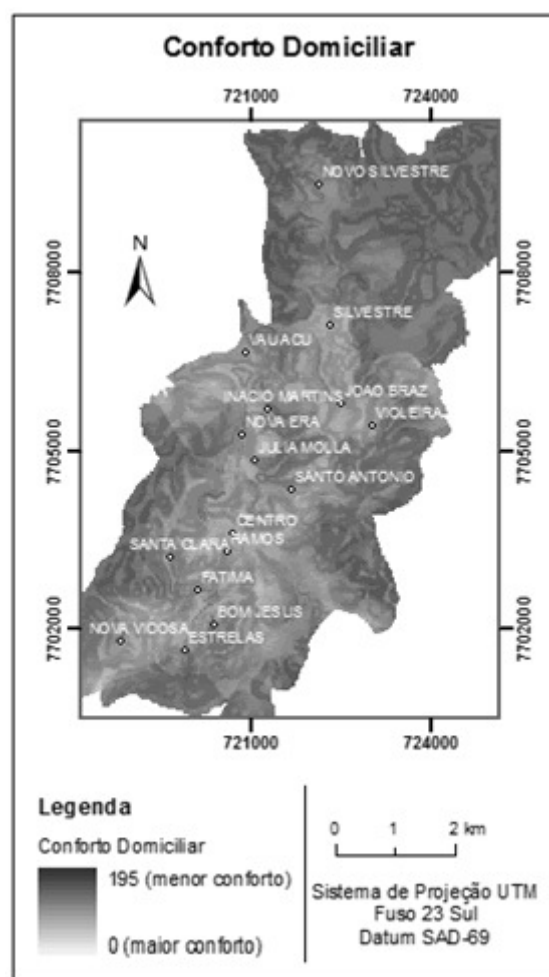 Conforto Domiciliar
721000 724000
NOVO SILVESTRE
7708000 7708000
N
SILVESTRE
VAUACU
INACIO MARTINS JOAO BRAZ
VIOLEIRA
NOVA ERA
7705000 7705000
JULIA MOLLA
SANTO ANTONIO
CENTRO
RAMOS
SANTA CLARA
FATIMA
BOM JESUS
7702000 7702000
NOVA VICOSA
ESTRELAS
721000 724000
Legenda
Conforto Domiciliar
195 (menor conforto)
0 (maior conforto)
0 1 2 km
Sistema de Projeção UTM
Fuso 23 Sul
Datum SAD-69